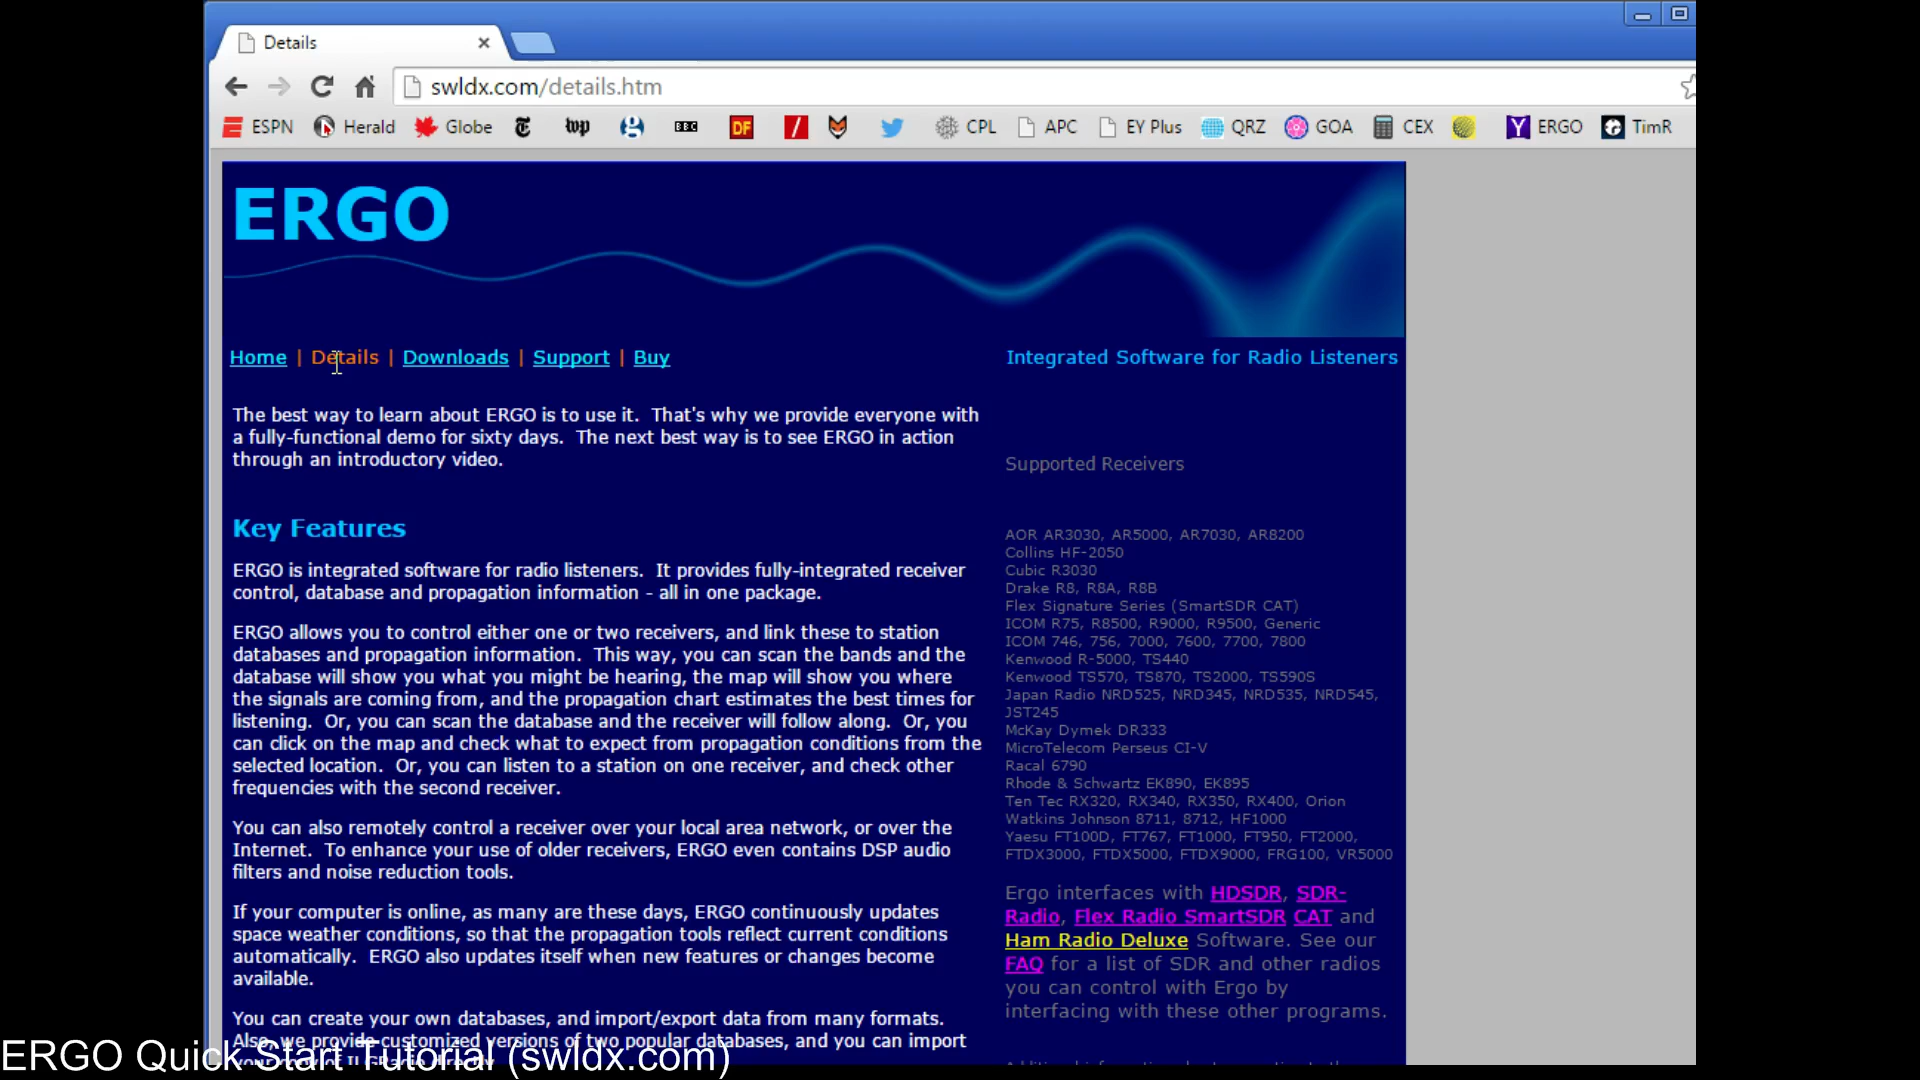 Details
swldx.com/details.htm
ESPN Herald Globe wp BBC DF CPL APC EY Plus QRZ GOA CEX ERGO TimR
ERGO
Home | Details | Downloads | Support | Buy
Integrated Software for Radio Listeners
The best way to learn about ERGO is to use it. That's why we provide everyone with
a fully-functional demo for sixty days. The next best way is to see ERGO in action
through an introductory video.
Key Features
ERGO is integrated software for radio listeners. It provides fully-integrated receiver
control, database and propagation information - all in one package.
ERGO allows you to control either one or two receivers, and link these to station
databases and propagation information. This way, you can scan the bands and the
database will show you what you might be hearing, the map will show you where
the signals are coming from, and the propagation chart estimates the best times for
listening. Or, you can scan the database and the receiver will follow along. Or, you
can click on the map and check what to expect from propagation conditions from the
selected location. Or, you can listen to a station on one receiver, and check other
frequencies with the second receiver.
You can also remotely control a receiver over your local area network, or over the
Internet. To enhance your use of older receivers, ERGO even contains DSP audio
filters and noise reduction tools.
If your computer is online, as many are these days, ERGO continuously updates
space weather conditions, so that the propagation tools reflect current conditions
automatically. ERGO also updates itself when new features or changes become
available.
You can create your own databases, and import/export data from many formats.
Also, we provide customized versions of two popular databases, and you can import
Supported Receivers
AOR AR3030, AR5000, AR7030, AR8200
Collins HF-2050
Cubic R3030
Drake R8, R8A, R8B
Flex Signature Series (SmartSDR CAT)
ICOM R75, R8500, R9000, R9500, Generic
ICOM 746, 756, 7000, 7600, 7700, 7800
Kenwood R-5000, TS440
Kenwood TS570, TS870, TS2000, TS590S
Japan Radio NRD525, NRD345, NRD535, NRD545,
JST245
McKay Dymek DR333
MicroTelecom Perseus CI-V
Racal 6790
Rhode & Schwartz EK890, EK895
Ten Tec RX320, RX340, RX350, RX400, Orion
Watkins Johnson 8711, 8712, HF1000
Yaesu FT100D, FT767, FT1000, FT950, FT2000,
FTDX3000, FTDX5000, FTDX9000, FRG100, VR5000
Ergo interfaces with HDSDR, SDR-
Radio, Flex Radio SmartSDR CAT and
Ham Radio Deluxe Software. See our
FAQ for a list of SDR and other radios
you can control with Ergo by
interfacing with these other programs.
ERGO Quick Start Tutorial (swldx.com)